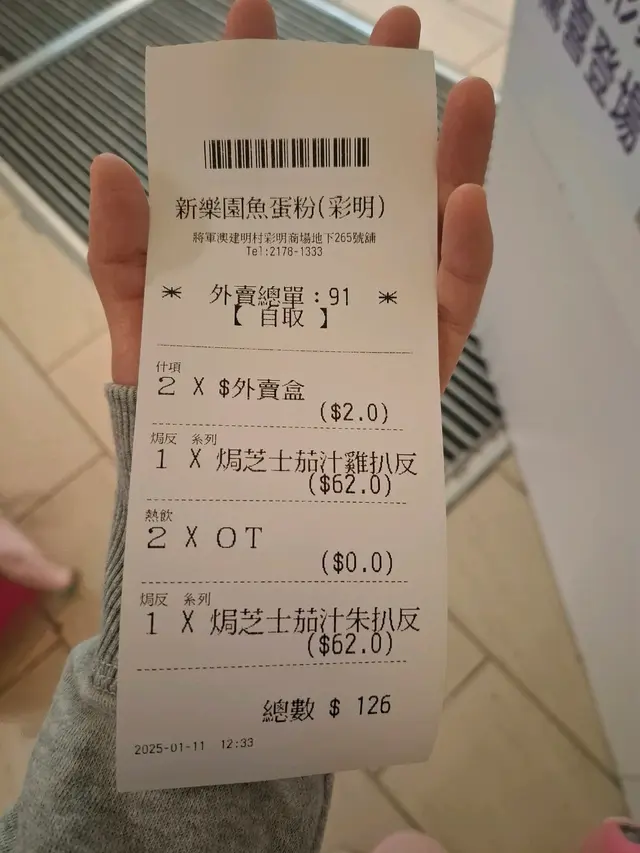 新樂園魚蛋粉(彩明)
將軍澳建明村彩明商場地下265號舖
Tel:2178-1333
* 外賣總單：91 *
【 自取 】
什項
2 X $外賣盒
($2.0)
焗反 系列
1 X 焗芝士茄汁雞扒反
($62.0)
熱飲
2 X OT
($0.0)
焗反 系列
1 X 焗芝士茄汁朱扒反
($62.0)
總數 $ 126
2025-01-11 12:33
喜登場